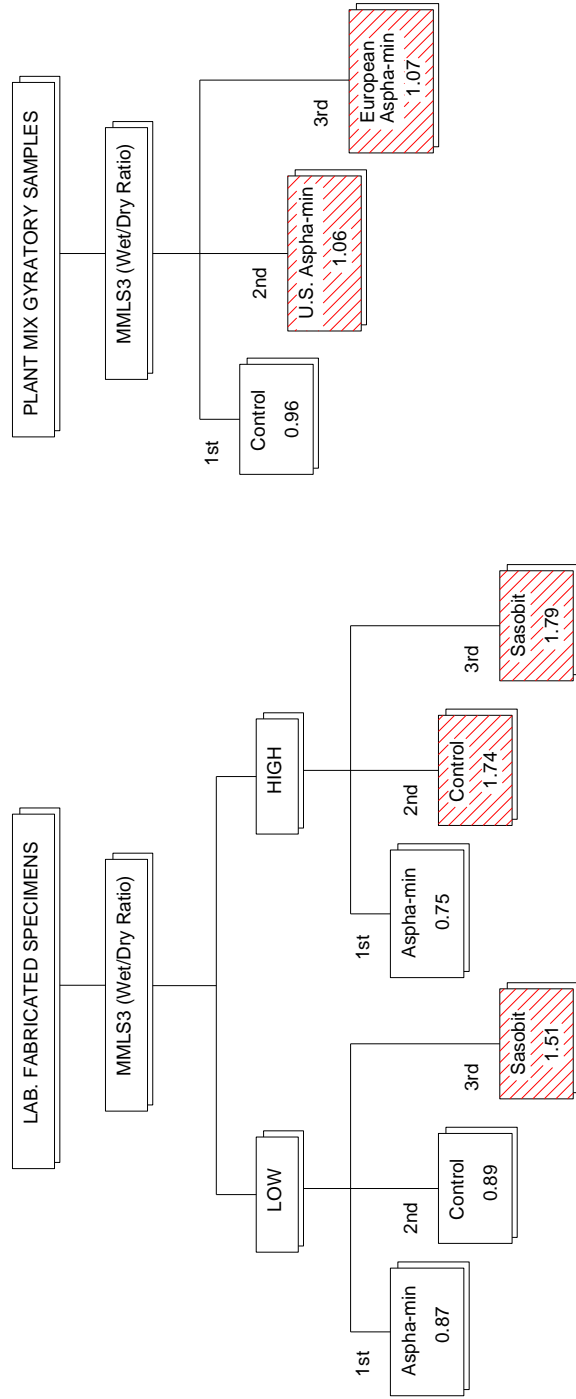 LAB. FABRICATED SPECIMENS
MMLS3 (Wet/Dry Ratio)
LOW
HIGH
1st
Aspha-min
0.87
2nd
Control
0.89
3rd
Sasobit
1.51
1st
Aspha-min
0.75
2nd
Control
1.74
3rd
Sasobit
1.79
PLANT MIX GYRATORY SAMPLES
MMLS3 (Wet/Dry Ratio)
1st
Control
0.96
2nd
U.S. Aspha-min
1.06
3rd
European
Aspha-min
1.07